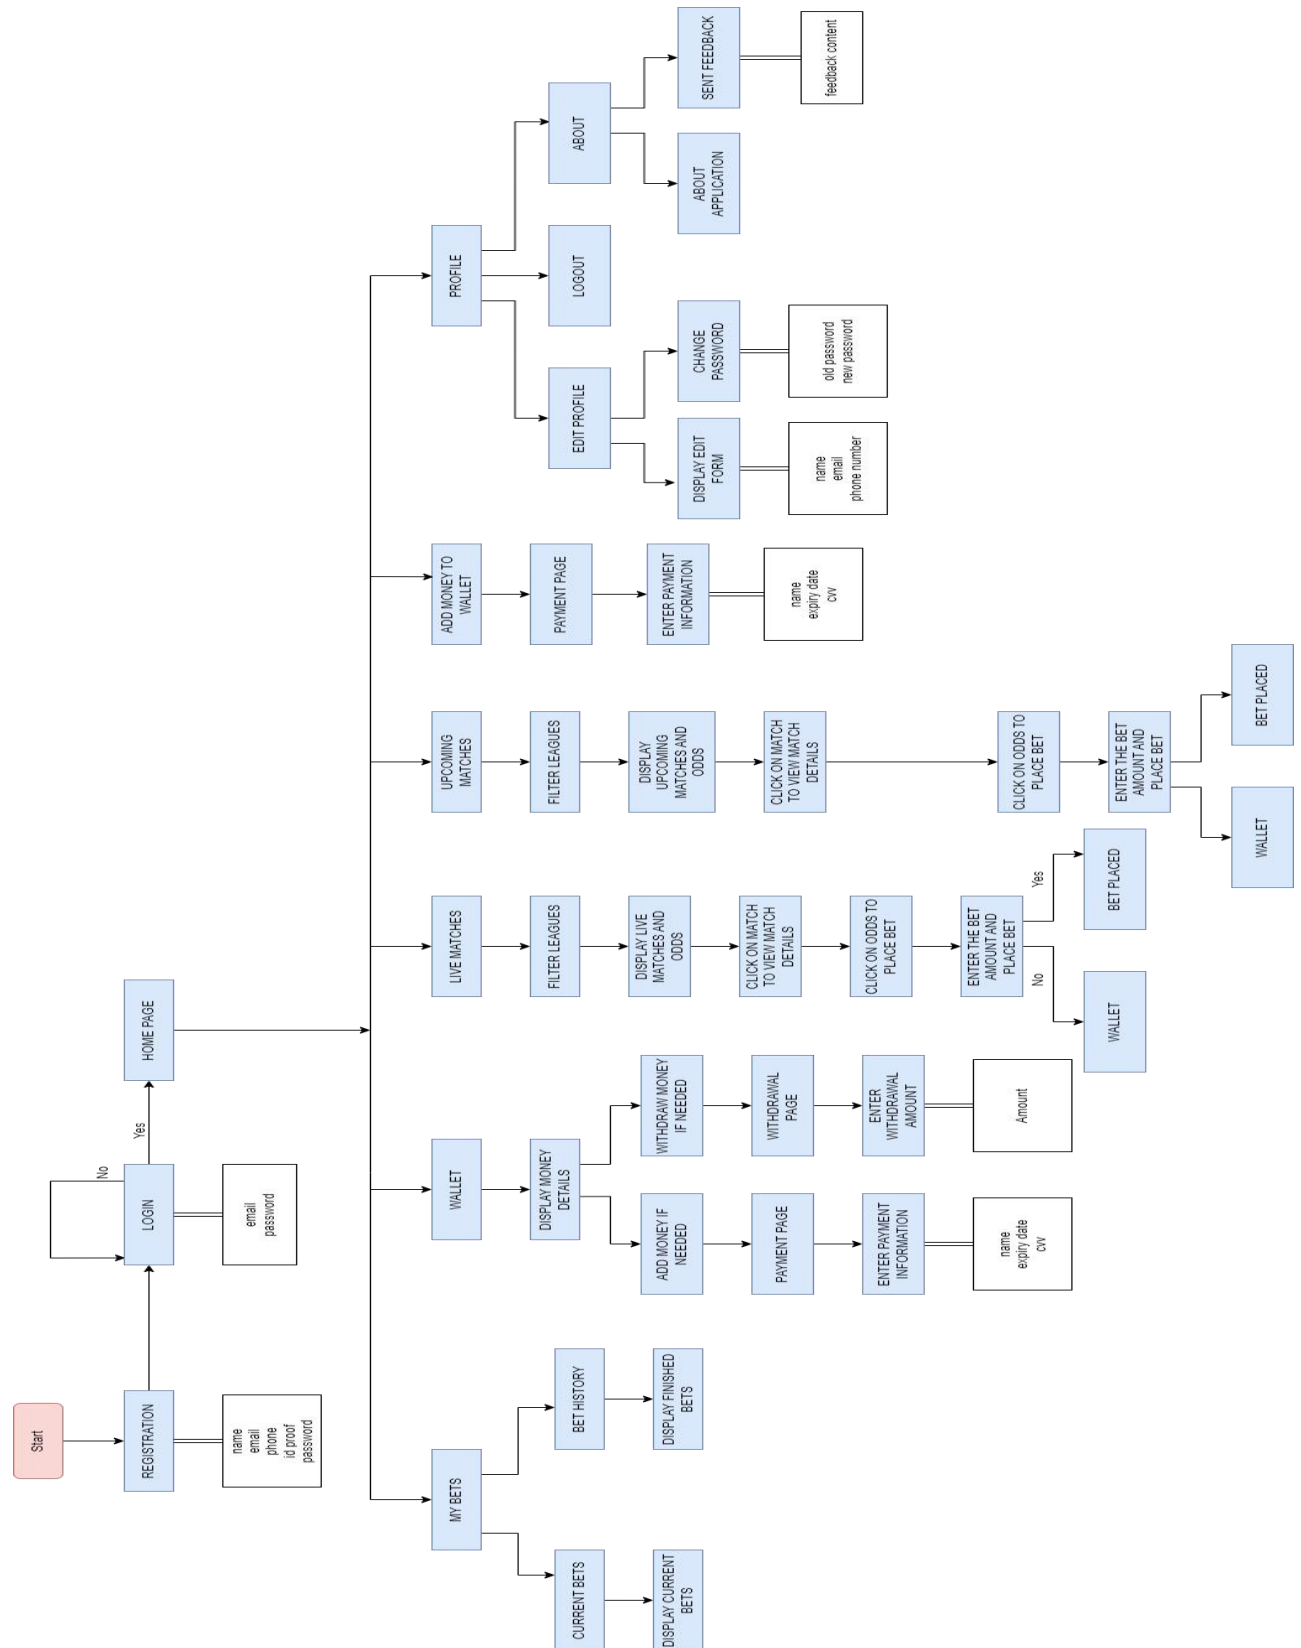 Start
REGISTRATION
name
email
phone
id proof
password
LOGIN
No
Yes
email
password
HOME PAGE
MY BETS
CURRENT BETS
DISPLAY CURRENT
BETS
BET HISTORY
DISPLAY FINISHED
BETS
WALLET
DISPLAY MONEY
DETAILS
ADD MONEY IF
NEEDED
PAYMENT PAGE
ENTER PAYMENT
INFORMATION
name
expiry date
cvv
WITHDRAW MONEY
IF NEEDED
WITHDRAWAL
PAGE
ENTER
WITHDRAWAL
AMOUNT
Amount
LIVE MATCHES
FILTER LEAGUES
DISPLAY LIVE
MATCHES AND
ODDS
CLICK ON MATCH
TO VIEW MATCH
DETAILS
CLICK ON ODDS TO
PLACE BET
ENTER THE BET
AMOUNT AND
PLACE BET
No
Yes
WALLET
BET PLACED
UPCOMING
MATCHES
FILTER LEAGUES
DISPLAY
UPCOMING
MATCHES AND
ODDS
CLICK ON MATCH
TO VIEW MATCH
DETAILS
CLICK ON ODDS TO
PLACE BET
ENTER THE BET
AMOUNT AND
PLACE BET
WALLET
BET PLACED
ADD MONEY TO
WALLET
PAYMENT PAGE
ENTER PAYMENT
INFORMATION
name
expiry date
cvv
PROFILE
EDIT PROFILE
DISPLAY EDIT
FORM
name
email
phone number
CHANGE
PASSWORD
old password
new password
LOGOUT
ABOUT
ABOUT
APPLICATION
SENT FEEDBACK
feedback content